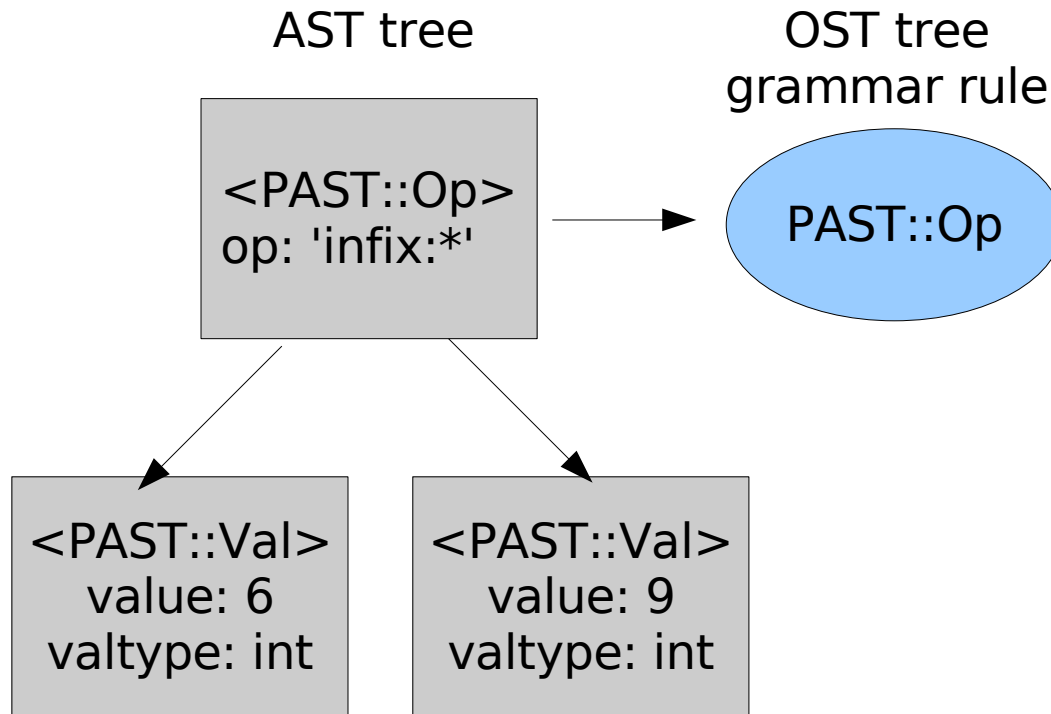 AST tree
OST tree
grammar rule
<PAST::Op>
op: 'infix:*'
PAST::Op
<PAST::Val>
value: 6
valtype: int
<PAST::Val>
value: 9
valtype: int